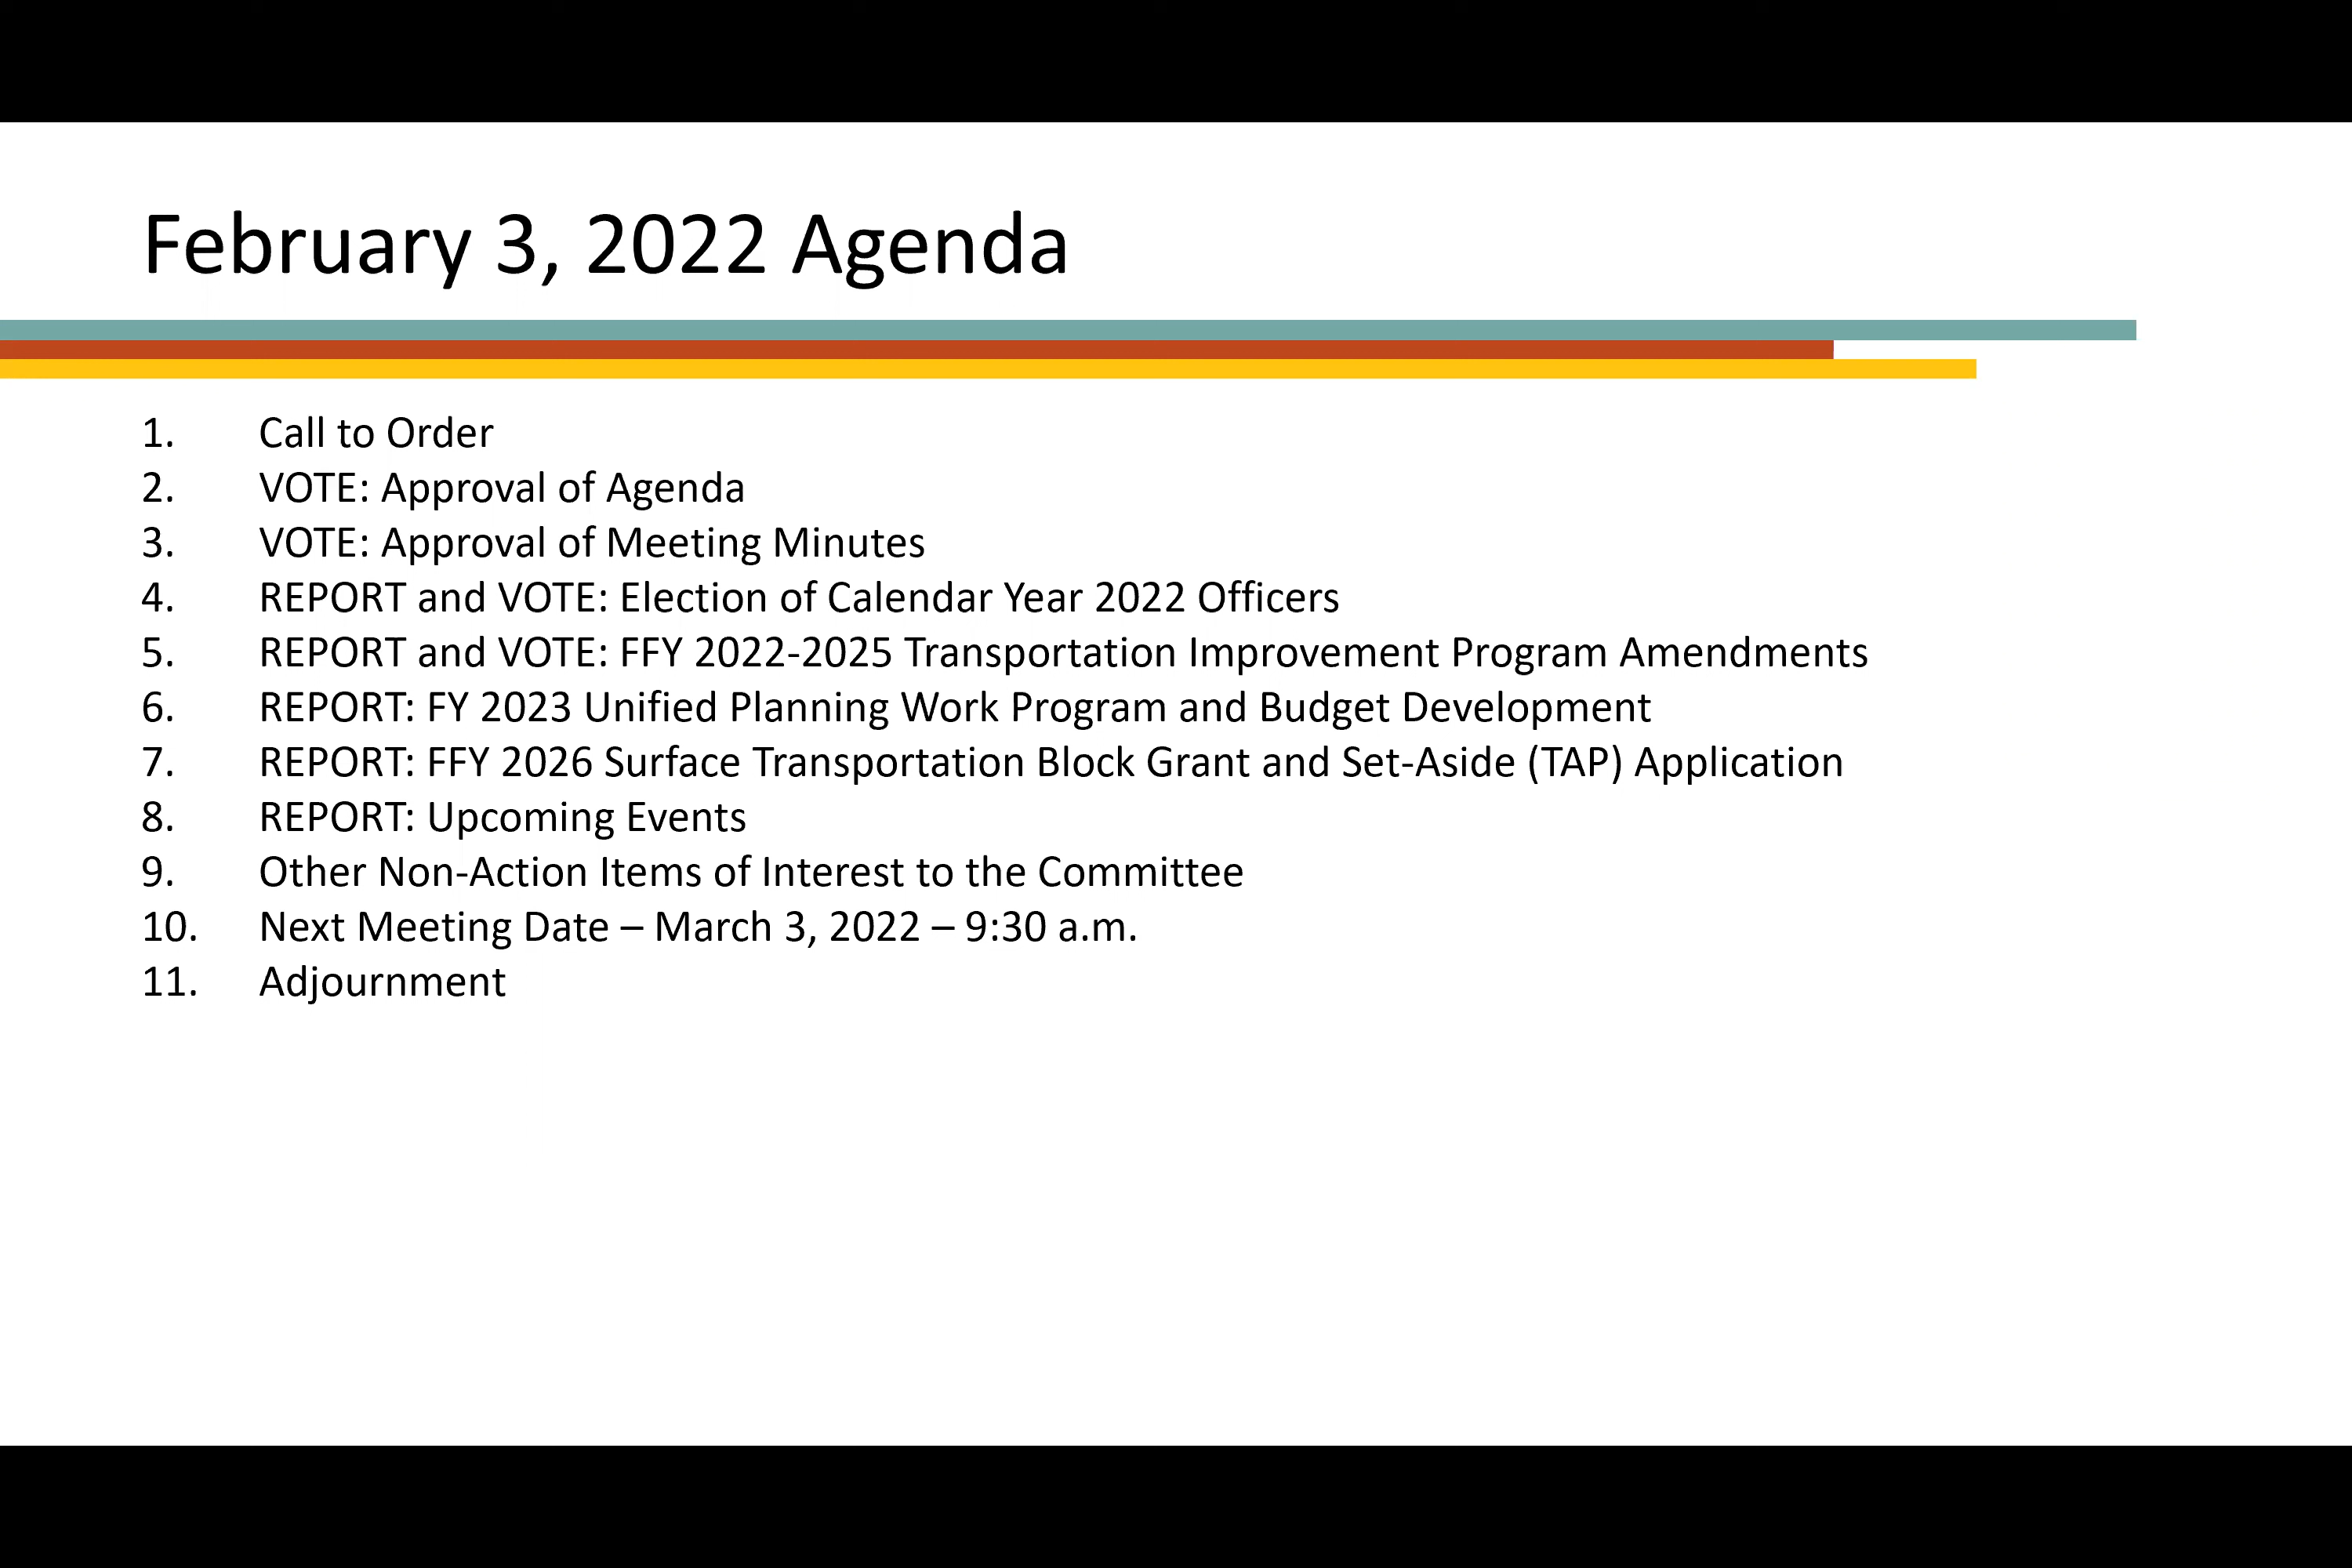 February 3, 2022 Agenda
1. Call to Order
2. VOTE: Approval of Agenda
3. VOTE: Approval of Meeting Minutes
4. REPORT and VOTE: Election of Calendar Year 2022 Officers
5. REPORT and VOTE: FFY 2022-2025 Transportation Improvement Program Amendments
6. REPORT: FY 2023 Unified Planning Work Program and Budget Development
7. REPORT: FFY 2026 Surface Transportation Block Grant and Set-Aside (TAP) Application
8. REPORT: Upcoming Events
9. Other Non-Action Items of Interest to the Committee
10. Next Meeting Date – March 3, 2022 – 9:30 a.m.
11. Adjournment